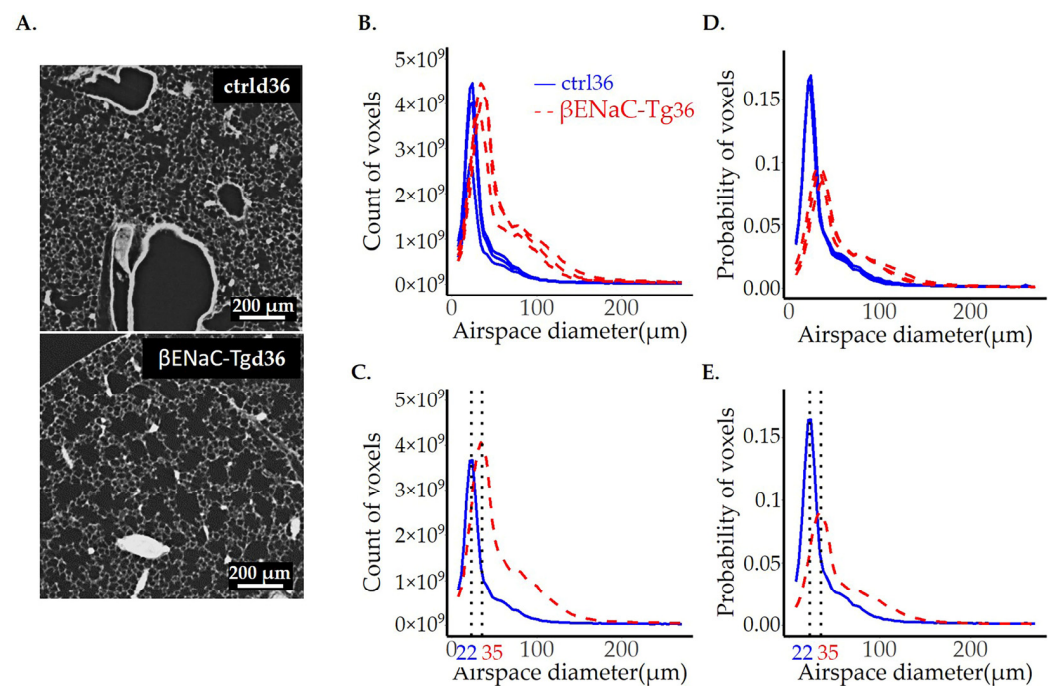 A.
ctrld36
200 µm
βENaC-Tgd36
200 µm
B.
5×10⁹
4×10⁹
3×10⁹
2×10⁹
1×10⁹
0×10⁹
Count of voxels
ctrl36
βENaC-Tg36
0 100 200
Airspace diameter(µm)
D.
0.15
0.1
0.05
0.00
Probability of voxels
0 100 200
Airspace diameter(µm)
C.
5×10⁹
4×10⁹
3×10⁹
2×10⁹
1×10⁹
0×10⁹
Count of voxels
22 35 100 200
Airspace diameter(µm)
E.
0.15
0.1
0.05
0.00
Probability of voxels
22 35 100 200
Airspace diameter(µm)